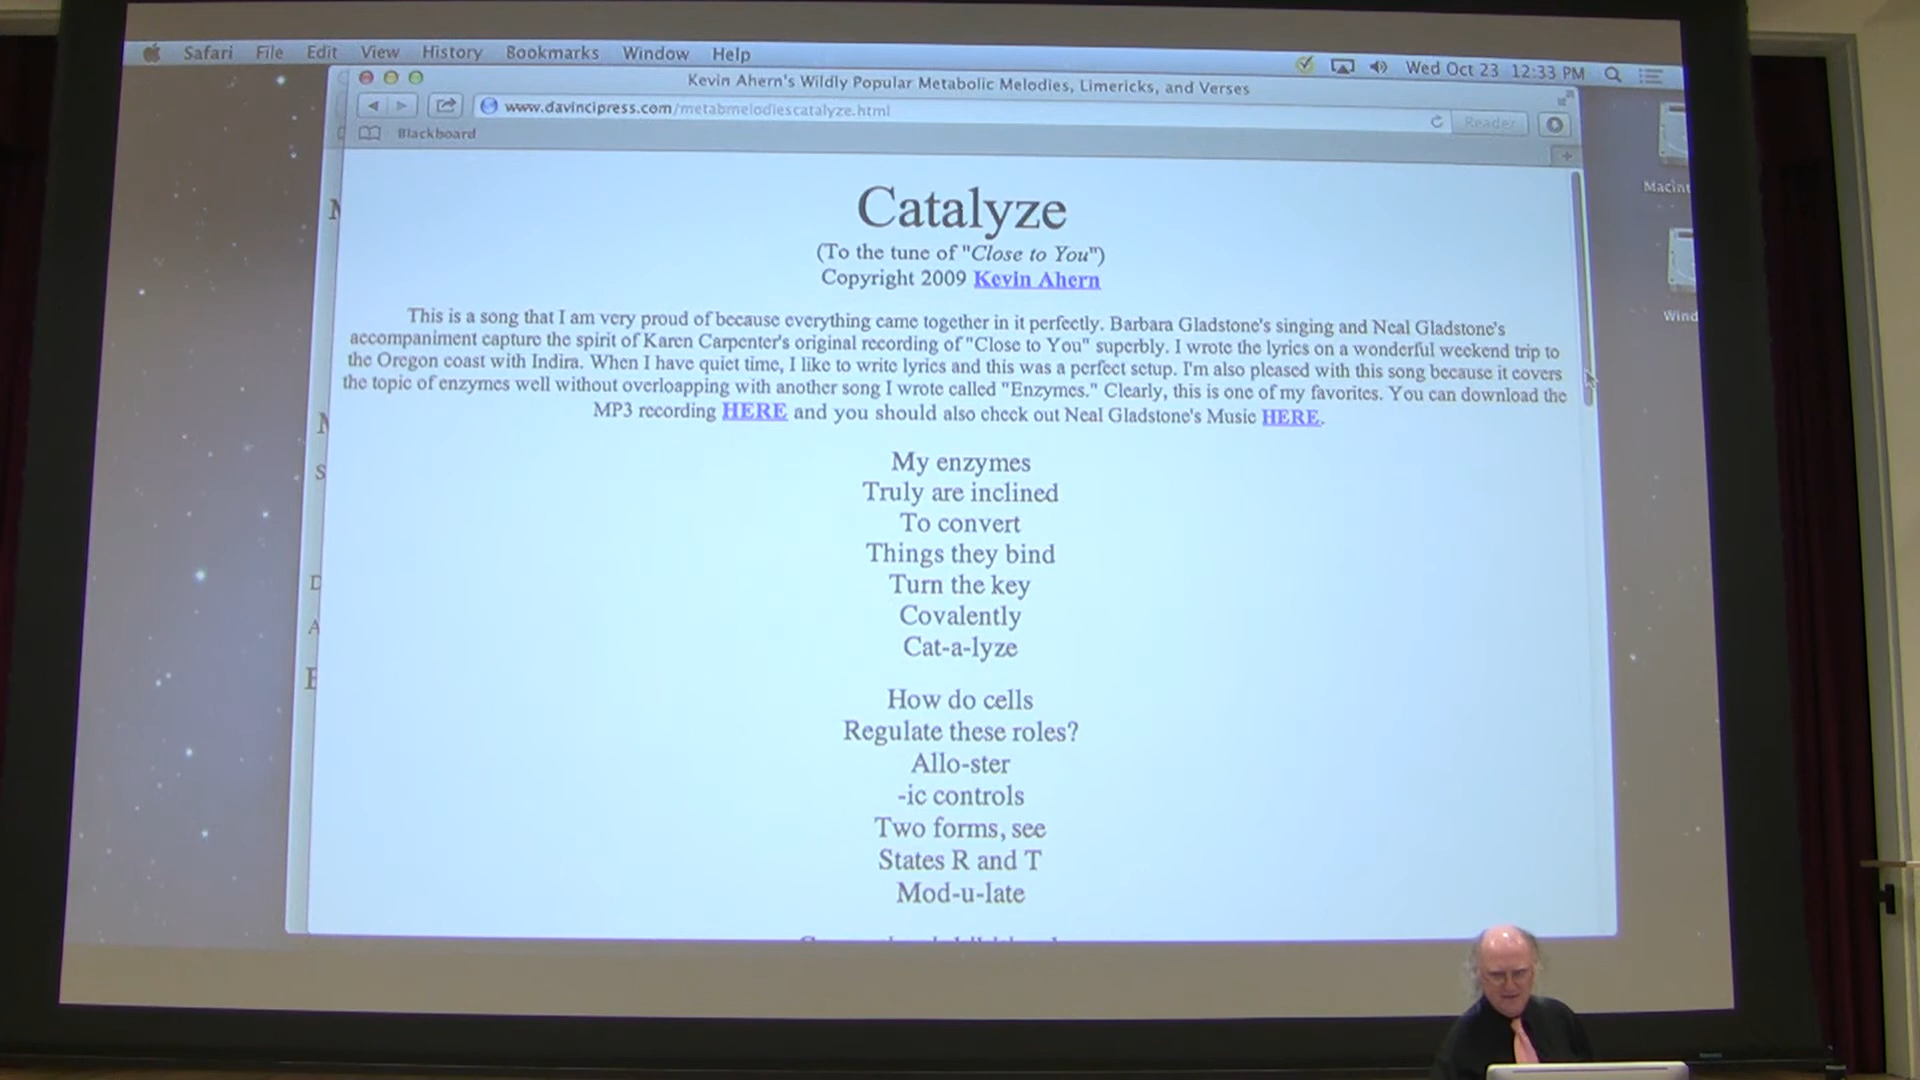 Safari File Edit View History Bookmarks Window Help
Wed Oct 23 12:33 PM
Kevin Ahern's Wildly Popular Metabolic Melodies, Limericks, and Verses
www.davincipress.com/metabmelodiescatalyze.html
Reader
Blackboard
Macint
Wind
Catalyze
(To the tune of "Close to You")
Copyright 2009 Kevin Ahern
This is a song that I am very proud of because everything came together in it perfectly. Barbara Gladstone's singing and Neal Gladstone's
accompaniment capture the spirit of Karen Carpenter's original recording of "Close to You" superbly. I wrote the lyrics on a wonderful weekend trip to
the Oregon coast with Indira. When I have quiet time, I like to write lyrics and this was a perfect setup. I'm also pleased with this song because it covers
the topic of enzymes well without overloapping with another song I wrote called "Enzymes." Clearly, this is one of my favorites. You can download the
MP3 recording HERE and you should also check out Neal Gladstone's Music HERE.
My enzymes
Truly are inclined
To convert
Things they bind
Turn the key
Covalently
Cat-a-lyze
How do cells
Regulate these roles?
Allo-ster
-ic controls
Two forms, see
States R and T
Mod-u-late